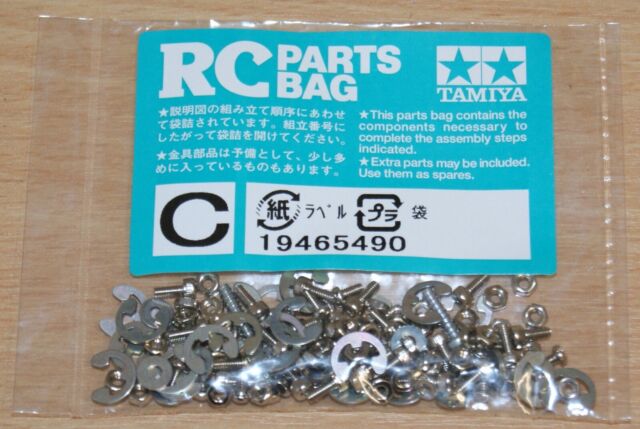 RC PARTS
BAG
TAMIYA
★説明図の組み立て順序にあわせ
て袋詰されています。組立番号に
したがって袋詰を開けてください。
★金具部品は予備として、少し多
めに入っているものもあります。
★This parts bag contains the
components necessary to
complete the assembly steps
indicated.
★Extra parts may be included.
Use them as spares.
C
紙 ラベル プラ 袋
19465490